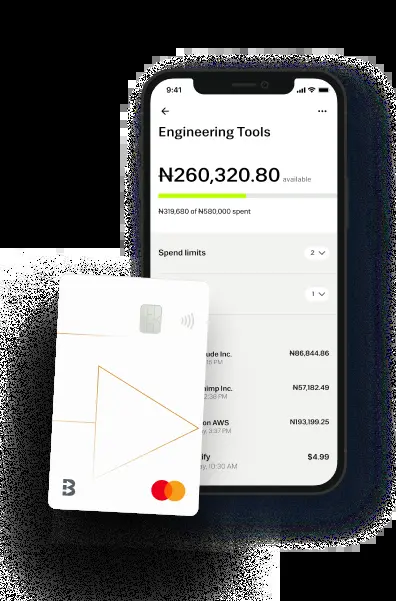 9:41
Engineering Tools
₦260,320.80 available
₦319,680 of ₦580,000 spent
Spend limits 2
1
ude Inc. ₦86,844.86
PM
imp Inc. ₦57,182.49
2:38 PM
on AWS ₦193,199.25
ay, 3:37 PM
ify $4.99
ay, 10:30 AM
B